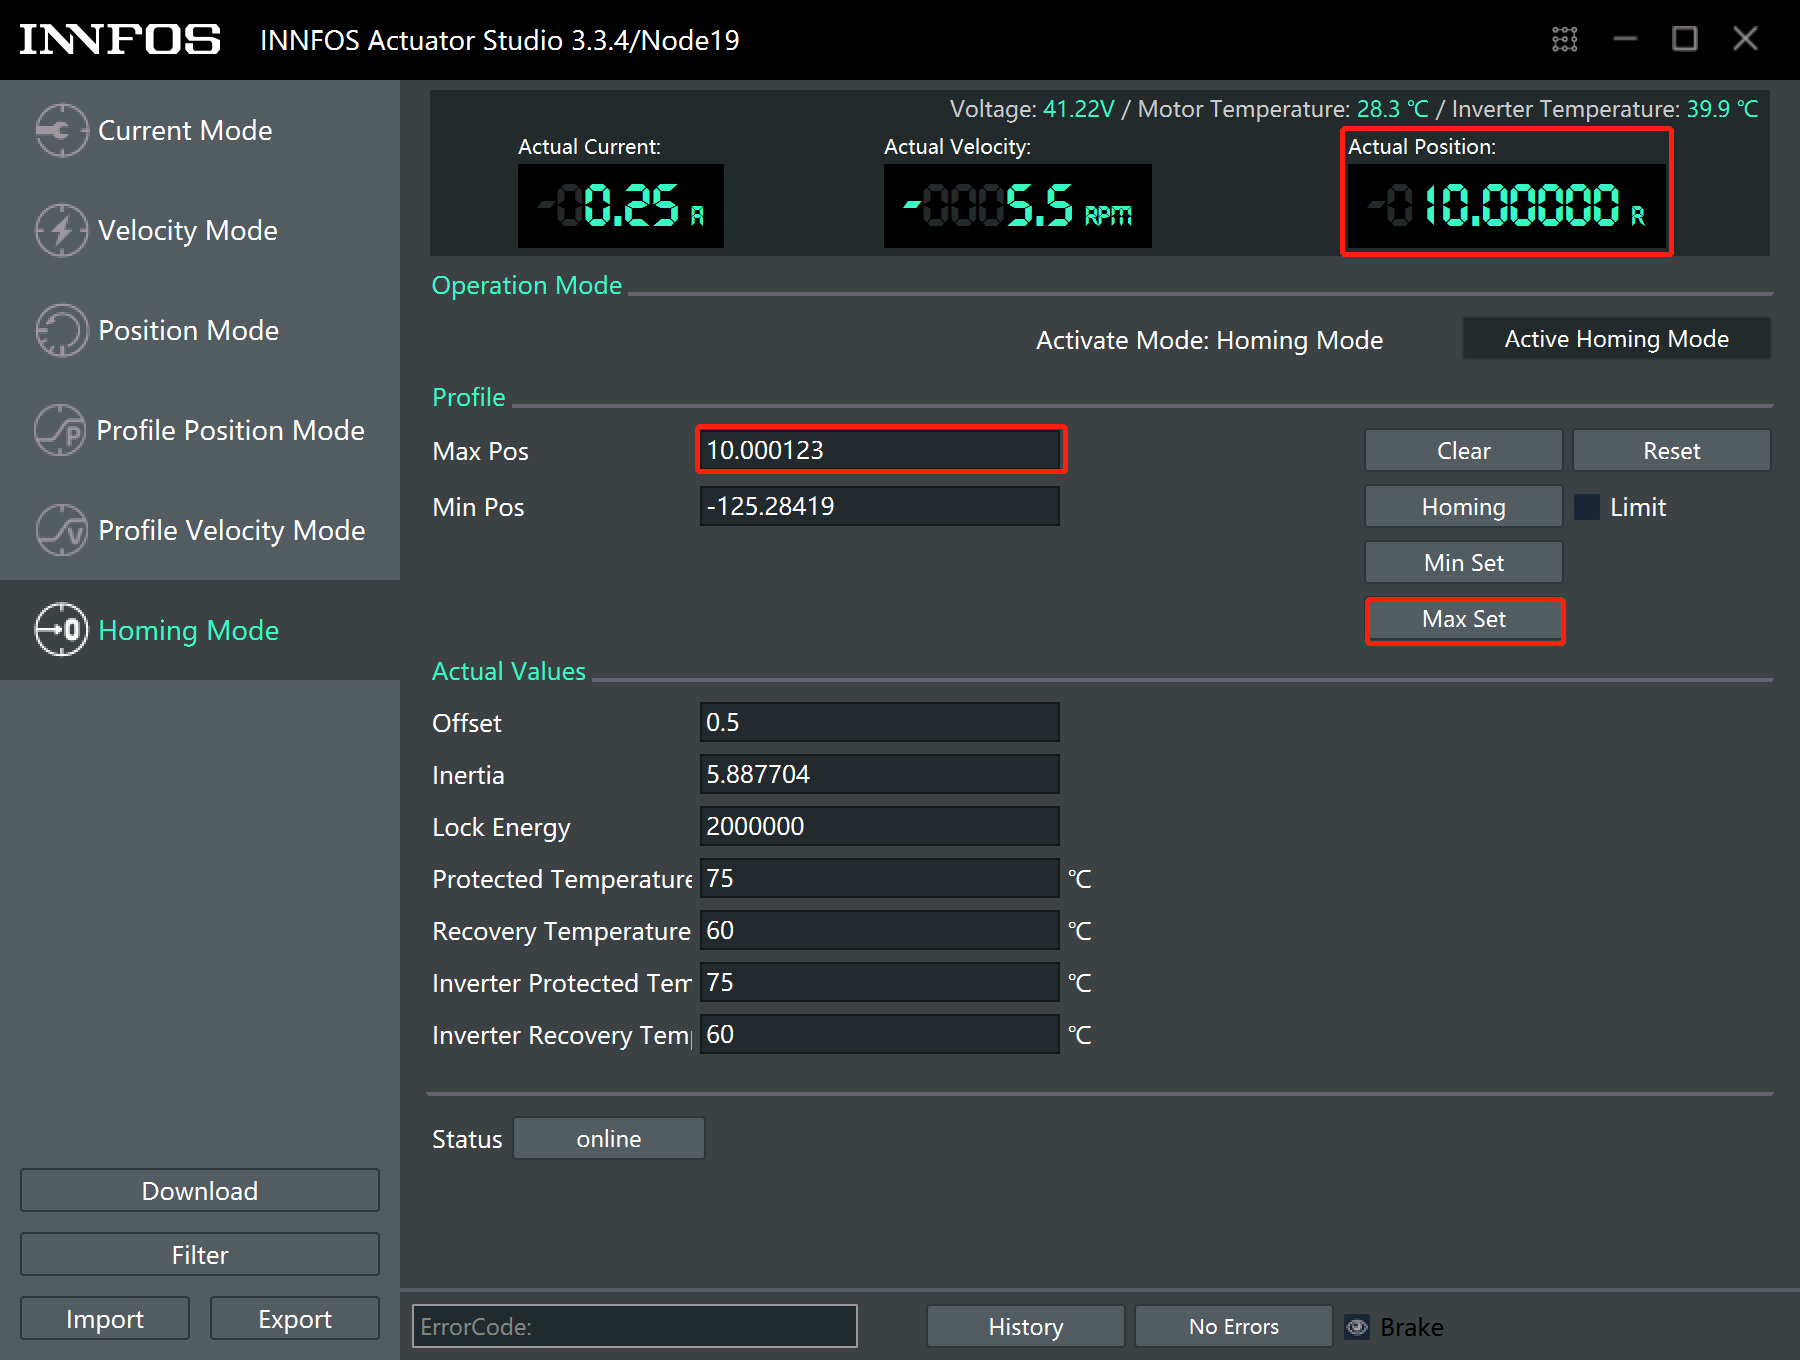 INNFOS INNFOS Actuator Studio 3.3.4/Node19
Current Mode
Velocity Mode
Position Mode
Profile Position Mode
Profile Velocity Mode
Homing Mode
Download
Filter
Import Export
Voltage: 41.22V / Motor Temperature: 28.3 ℃ / Inverter Temperature: 39.9 ℃
Actual Current: Actual Velocity: Actual Position:
0.25 A -5.5 RPM 10.00000 R
Operation Mode
Activate Mode: Homing Mode Active Homing Mode
Profile
Max Pos 10.000123 Clear Reset
Min Pos -125.28419 Homing Limit
Min Set
Max Set
Actual Values
Offset 0.5
Inertia 5.887704
Lock Energy 2000000
Protected Temperature 75 ℃
Recovery Temperature 60 ℃
Inverter Protected Tem 75 ℃
Inverter Recovery Tem 60 ℃
Status online
ErrorCode: History No Errors Brake